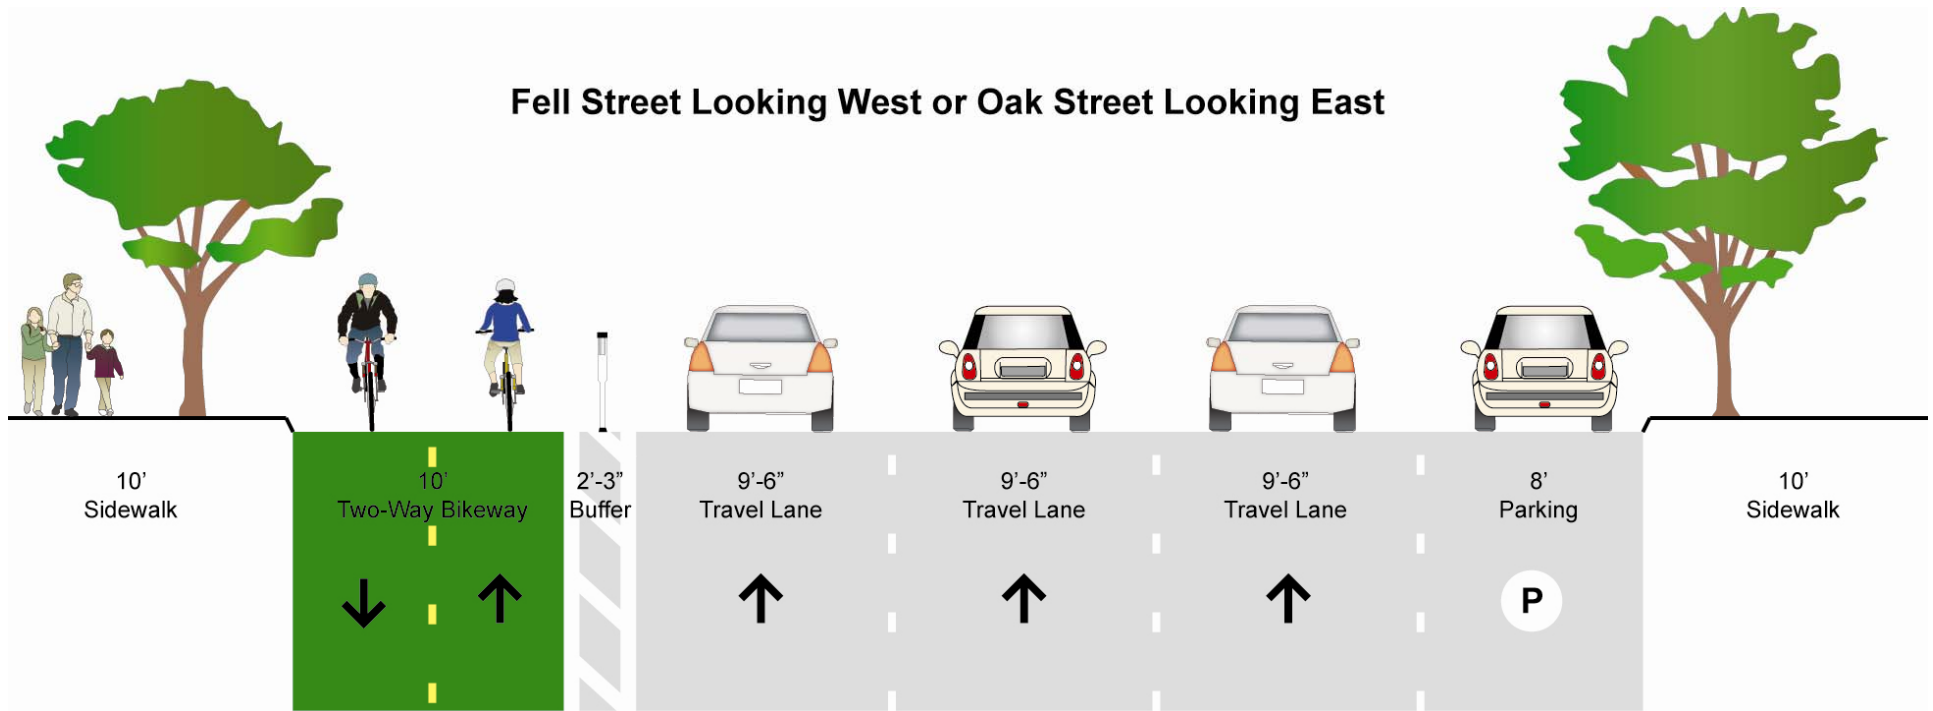 Fell Street Looking West or Oak Street Looking East
10’
Sidewalk
10’
Two-Way Bikeway
2’-3”
Buffer
9’-6”
Travel Lane
9’-6”
Travel Lane
9’-6”
Travel Lane
8’
Parking
10’
Sidewalk
P